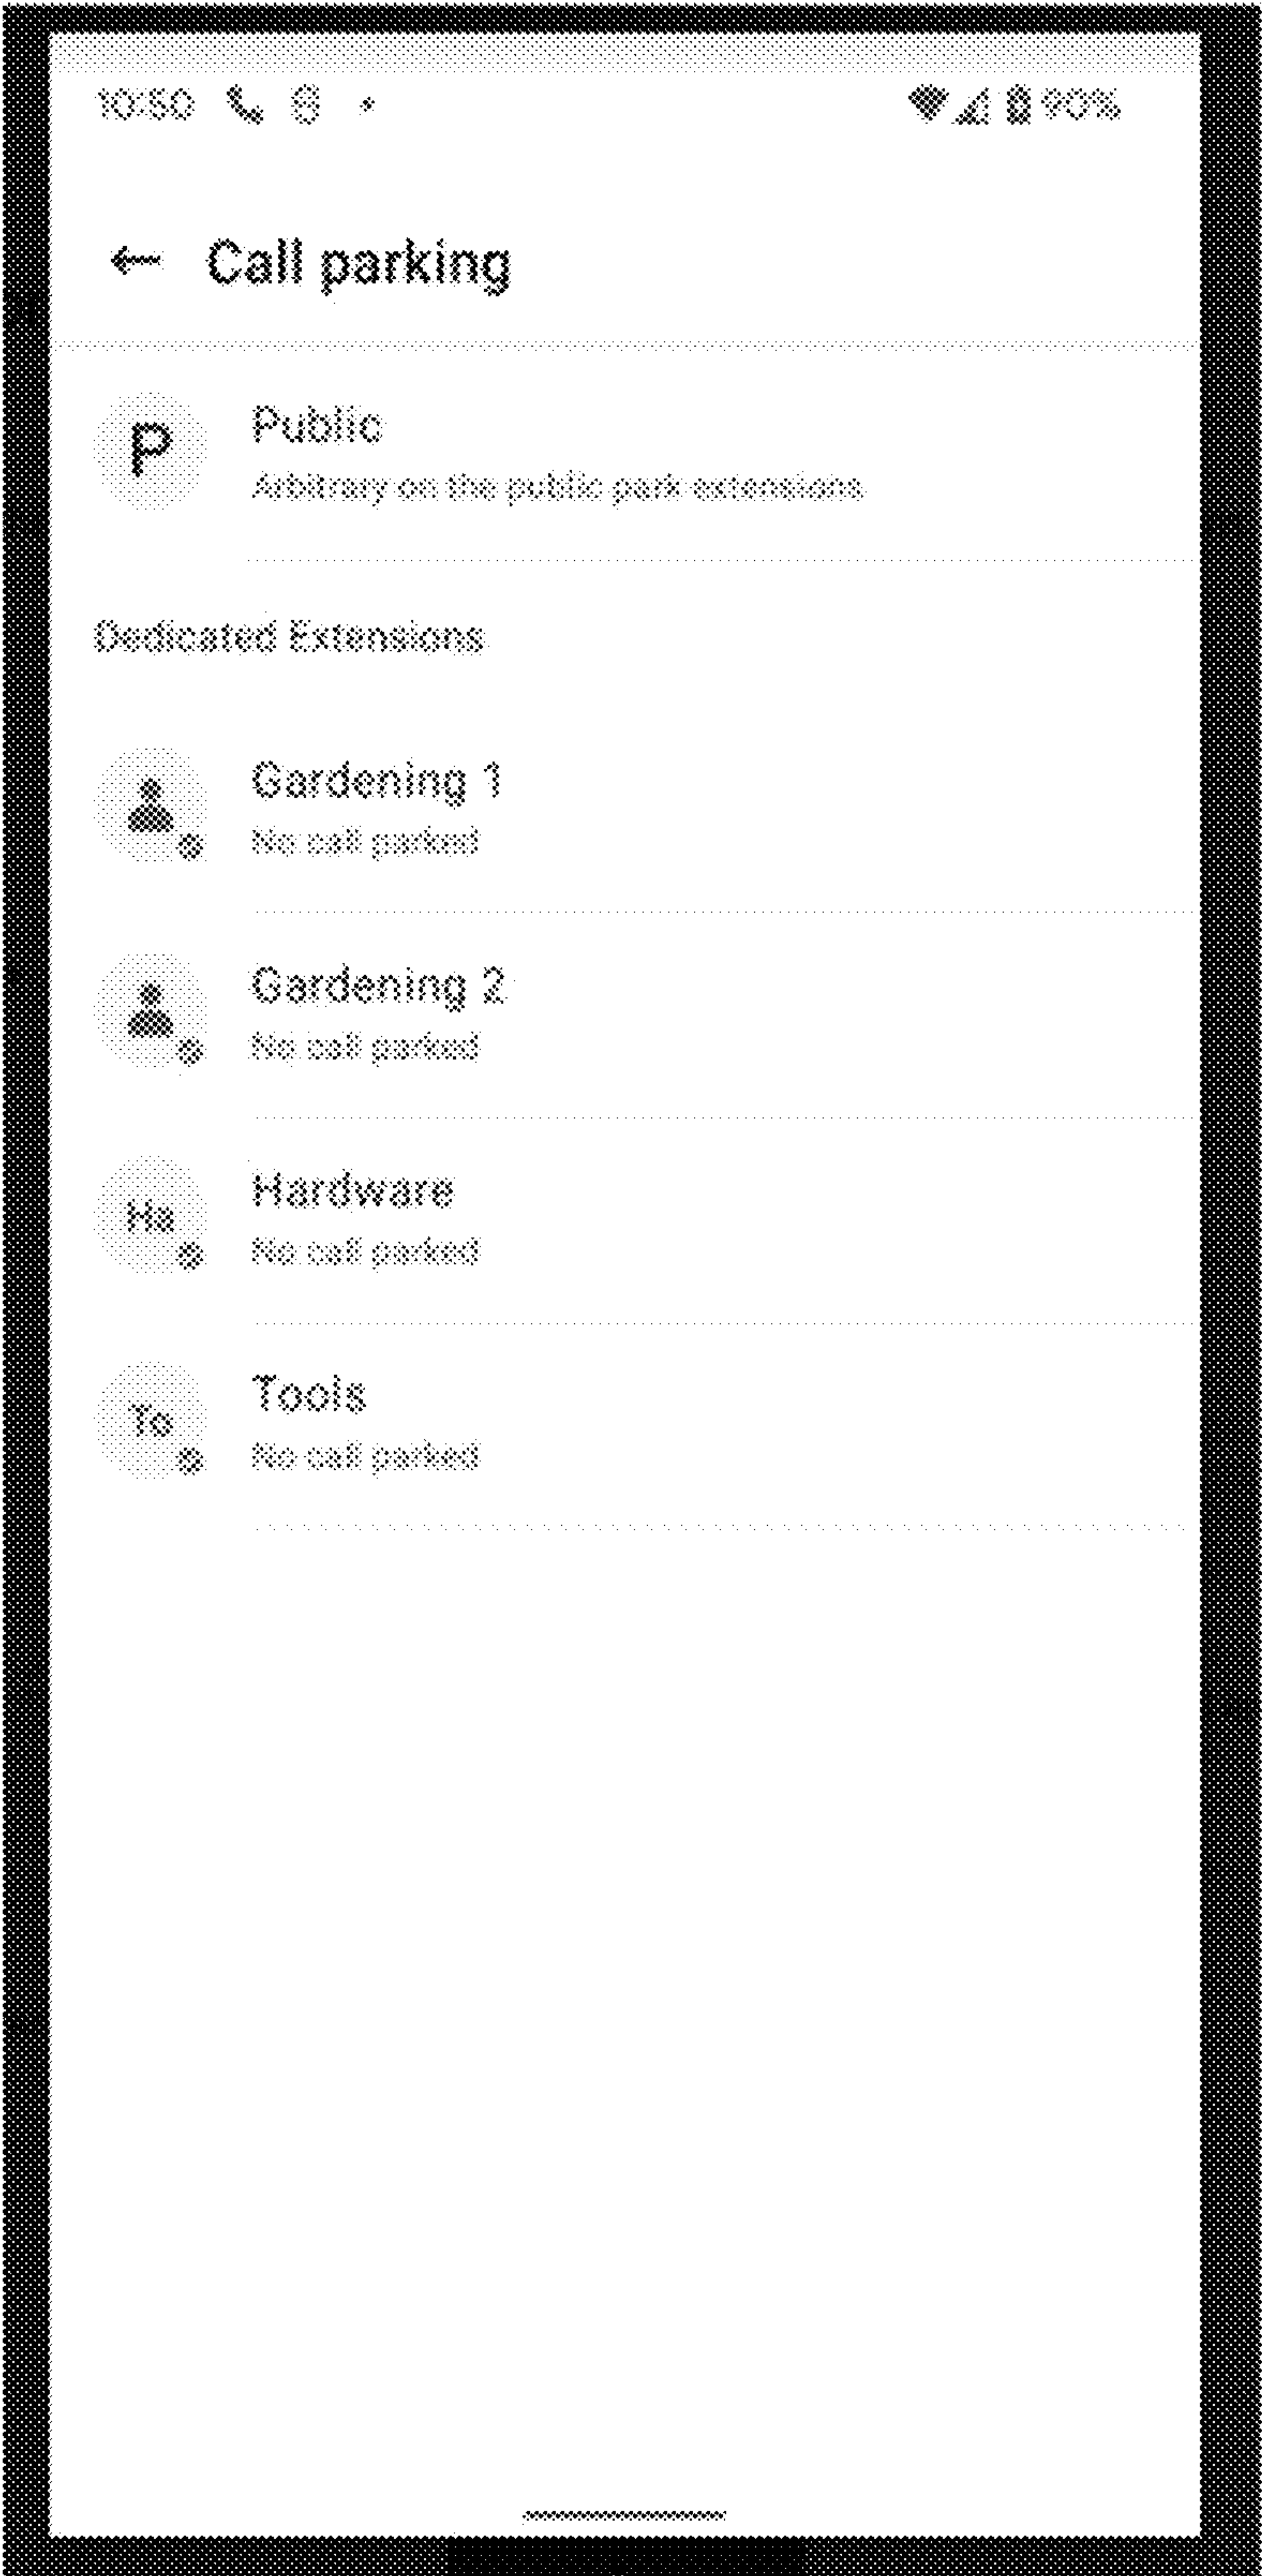 10:50 90%
Call parking
P
Public
Arbitrary on the public park extensions
Dedicated Extensions
Gardening 1
No call parked
Gardening 2
No call parked
Ha
Hardware
No call parked
To
Tools
No call parked